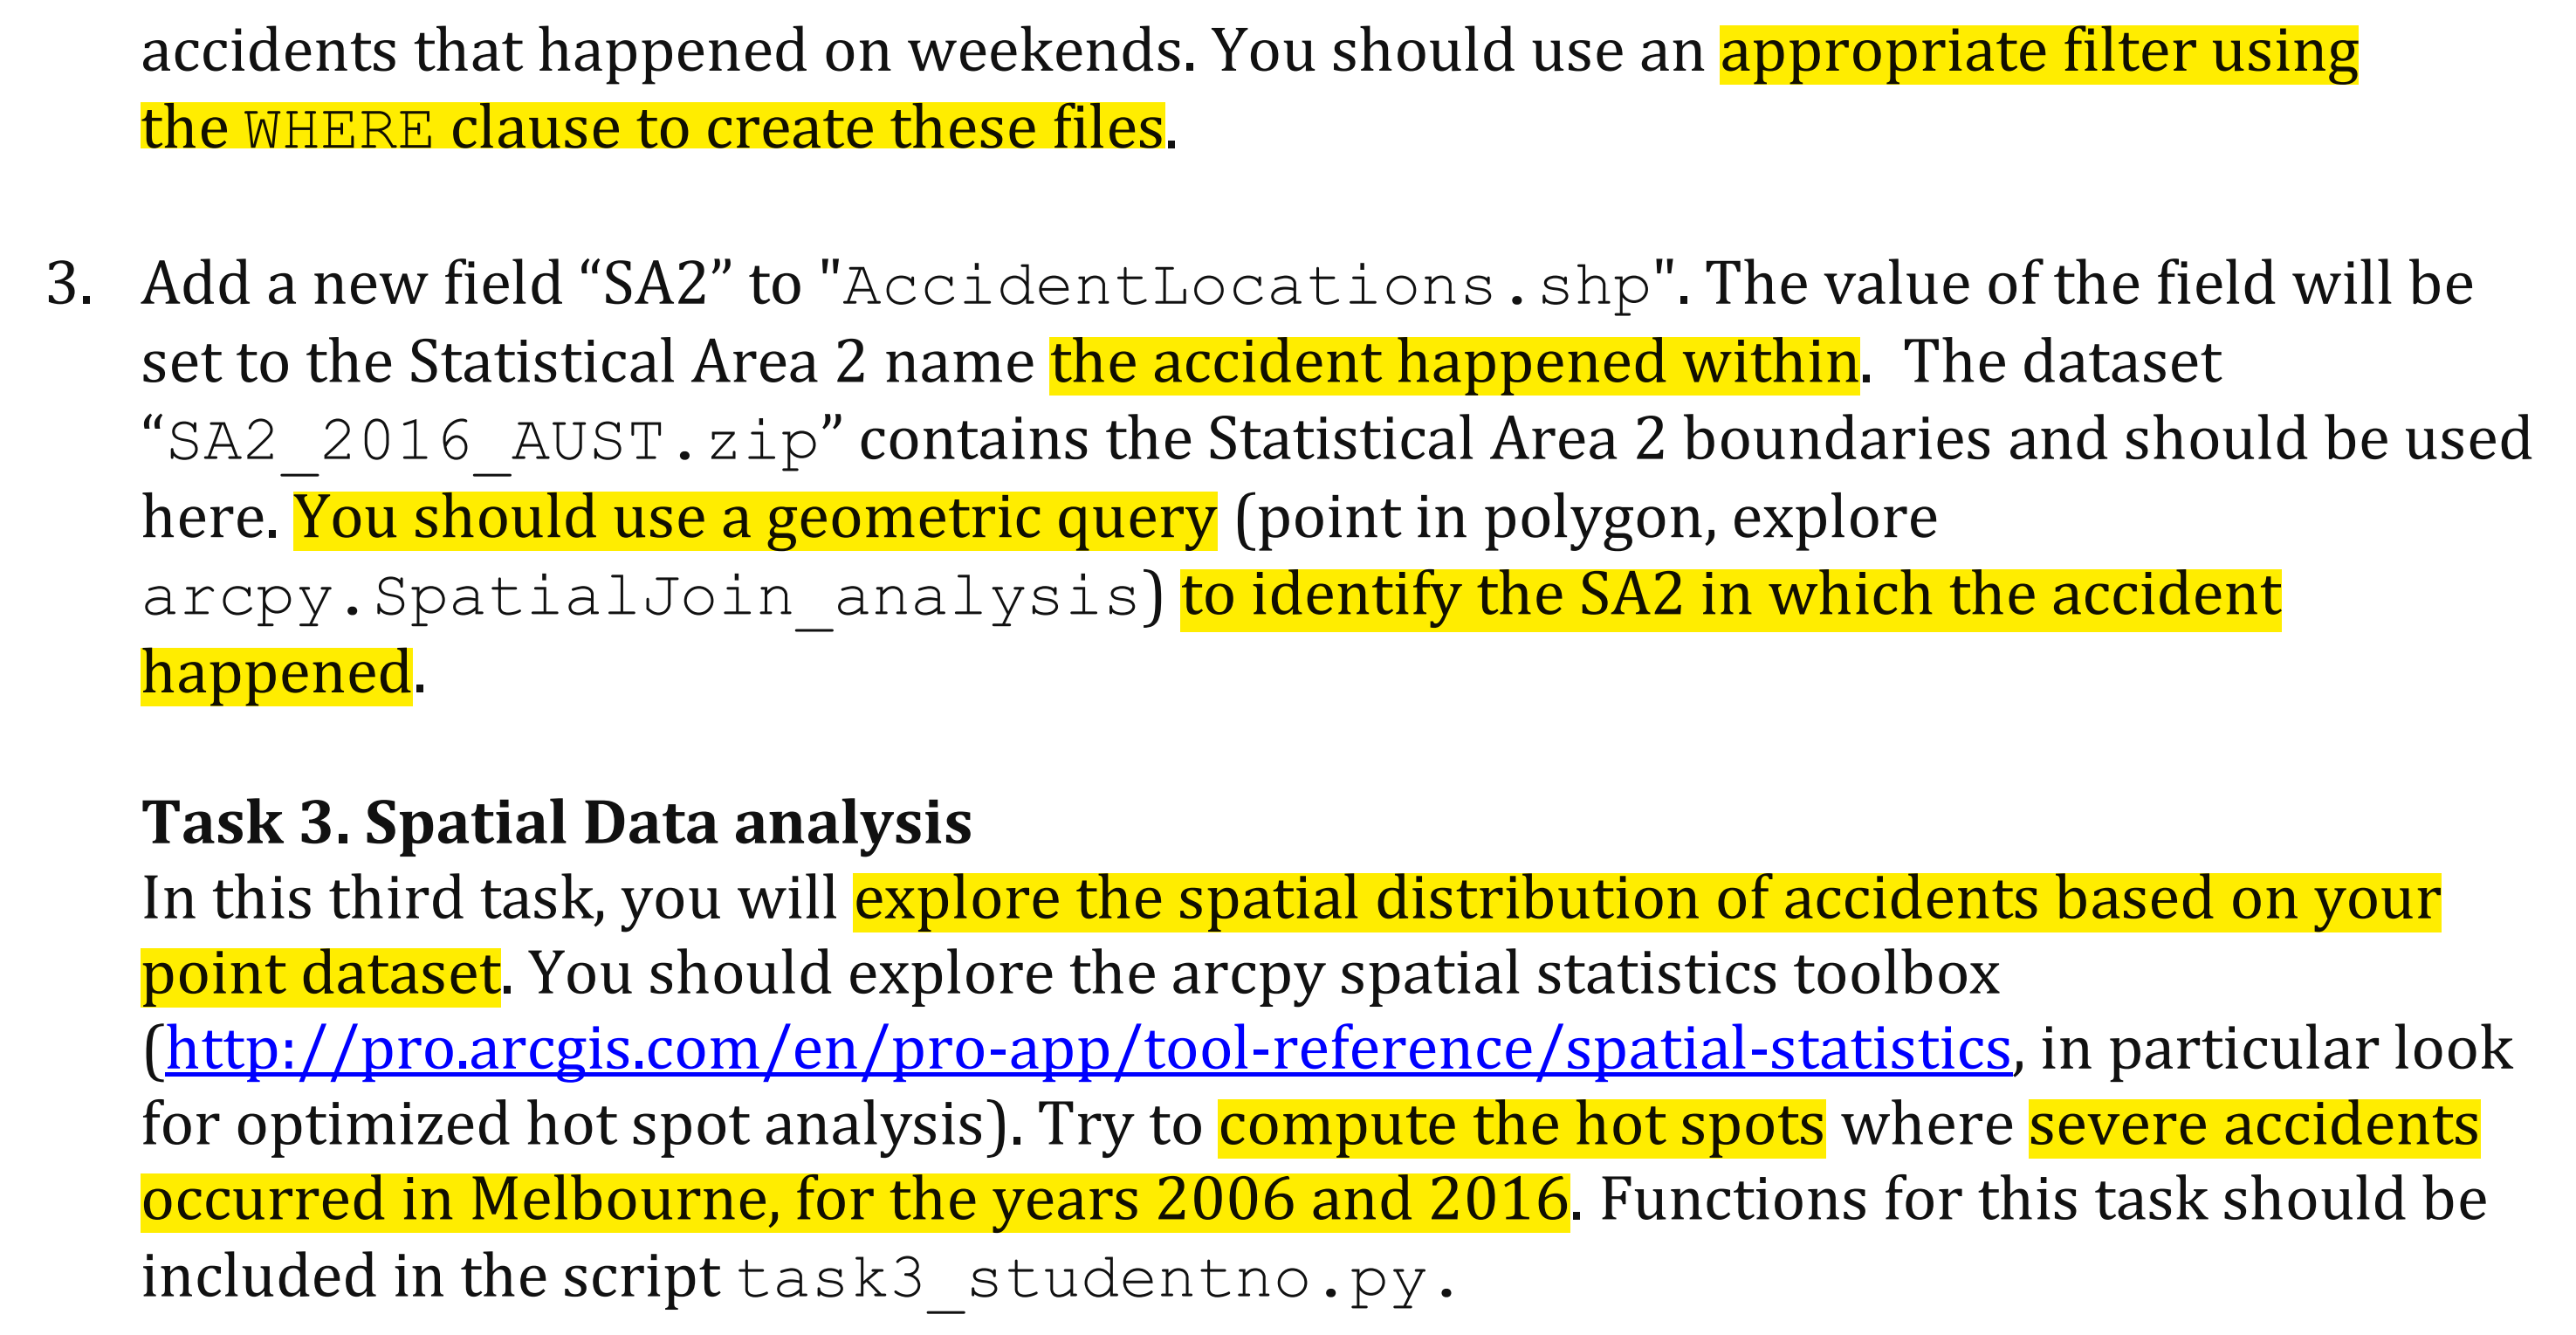 accidents that happened on weekends. You should use an appropriate filter using
the WHERE clause to create these files.
3. Add a new field “SA2” to "AccidentLocations.shp". The value of the field will be
set to the Statistical Area 2 name the accident happened within. The dataset
“SA2_2016_AUST.zip” contains the Statistical Area 2 boundaries and should be used
here. You should use a geometric query (point in polygon, explore
arcpy.SpatialJoin_analysis) to identify the SA2 in which the accident
happened.
Task 3. Spatial Data analysis
In this third task, you will explore the spatial distribution of accidents based on your
point dataset. You should explore the arcpy spatial statistics toolbox
(http://pro.arcgis.com/en/pro-app/tool-reference/spatial-statistics, in particular look
for optimized hot spot analysis). Try to compute the hot spots where severe accidents
occurred in Melbourne, for the years 2006 and 2016. Functions for this task should be
included in the script task3_studentno.py.